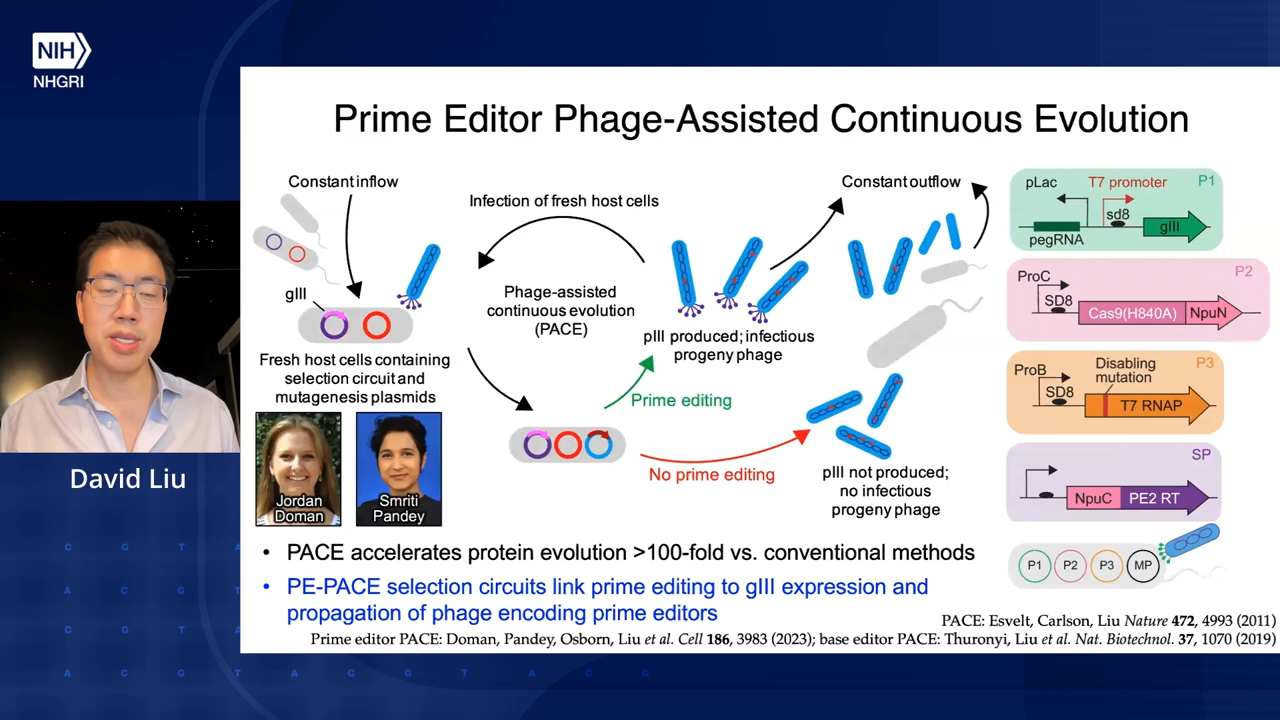 NIH
NHGRI
David Liu
Prime Editor Phage-Assisted Continuous Evolution
Constant inflow
gIII
Fresh host cells containing
selection circuit and
mutagenesis plasmids
Jordan
Doman
Smriti
Pandey
Infection of fresh host cells
Phage-assisted
continuous evolution
(PACE)
pIII produced; infectious
progeny phage
Prime editing
No prime editing
Constant outflow
pIII not produced;
no infectious
progeny phage
pLac
T7 promoter
P1
sd8
gIII
pegRNA
ProC
P2
SD8
Cas9(H840A)
NpuN
ProB
Disabling
mutation
P3
SD8
T7 RNAP
SP
NpuC
PE2 RT
P1
P2
P3
MP
• PACE accelerates protein evolution >100-fold vs. conventional methods
• PE-PACE selection circuits link prime editing to gIII expression and
propagation of phage encoding prime editors
PACE: Esvelt, Carlson, Liu Nature 472, 4993 (2011)
Prime editor PACE: Doman, Pandey, Osborn, Liu et al. Cell 186, 3983 (2023); base editor PACE: Thuronyi, Liu et al. Nat. Biotechnol. 37, 1070 (2019)
C G T A
A C G T
C G T A
A C G T A C G T A C G T A C G